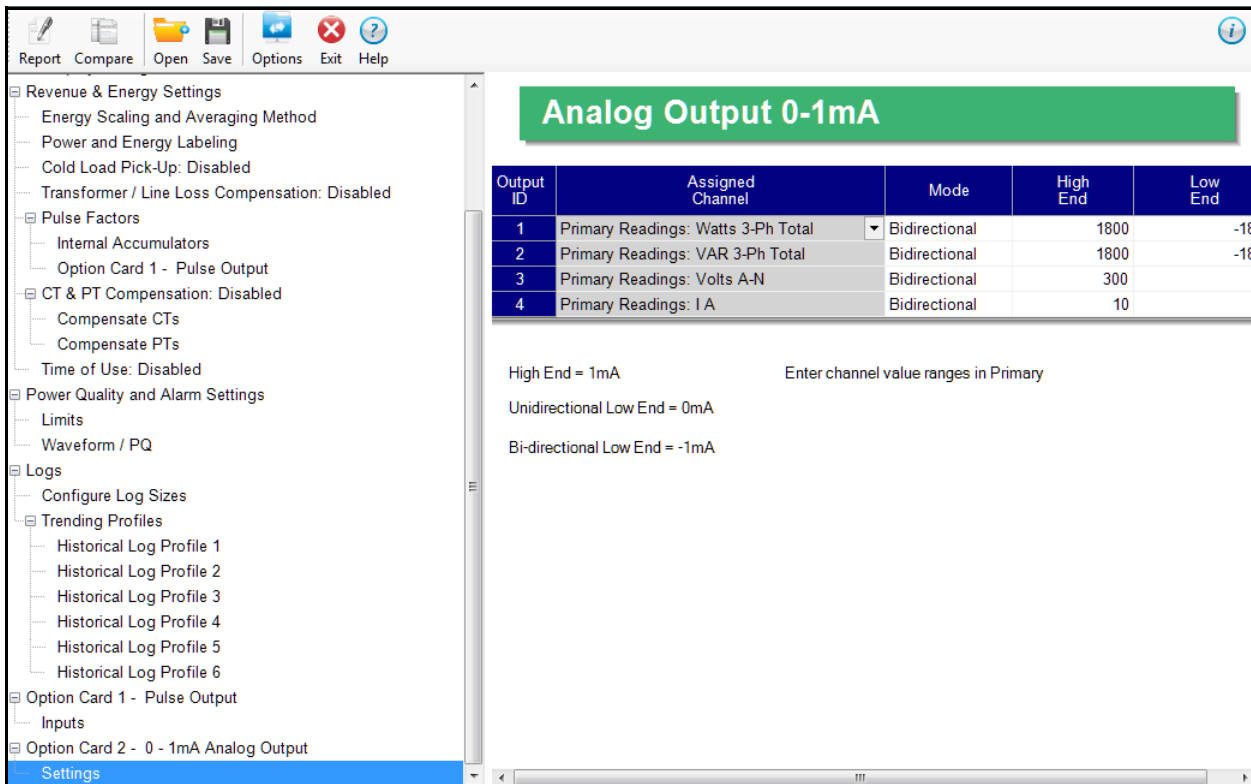 Report Compare Open Save Options Exit Help
Revenue & Energy Settings
Energy Scaling and Averaging Method
Power and Energy Labeling
Cold Load Pick-Up: Disabled
Transformer / Line Loss Compensation: Disabled
Pulse Factors
Internal Accumulators
Option Card 1 - Pulse Output
CT & PT Compensation: Disabled
Compensate CTs
Compensate PTs
Time of Use: Disabled
Power Quality and Alarm Settings
Limits
Waveform / PQ
Logs
Configure Log Sizes
Trending Profiles
Historical Log Profile 1
Historical Log Profile 2
Historical Log Profile 3
Historical Log Profile 4
Historical Log Profile 5
Historical Log Profile 6
Option Card 1 - Pulse Output
Inputs
Option Card 2 - 0 - 1mA Analog Output
Settings
Analog Output 0-1mA
Output ID Assigned Channel Mode High End Low End
1 Primary Readings: Watts 3-Ph Total Bidirectional 1800 -18
2 Primary Readings: VAR 3-Ph Total Bidirectional 1800 -18
3 Primary Readings: Volts A-N Bidirectional 300
4 Primary Readings: I A Bidirectional 10
High End = 1mA Enter channel value ranges in Primary
Unidirectional Low End = 0mA
Bi-directional Low End = -1mA